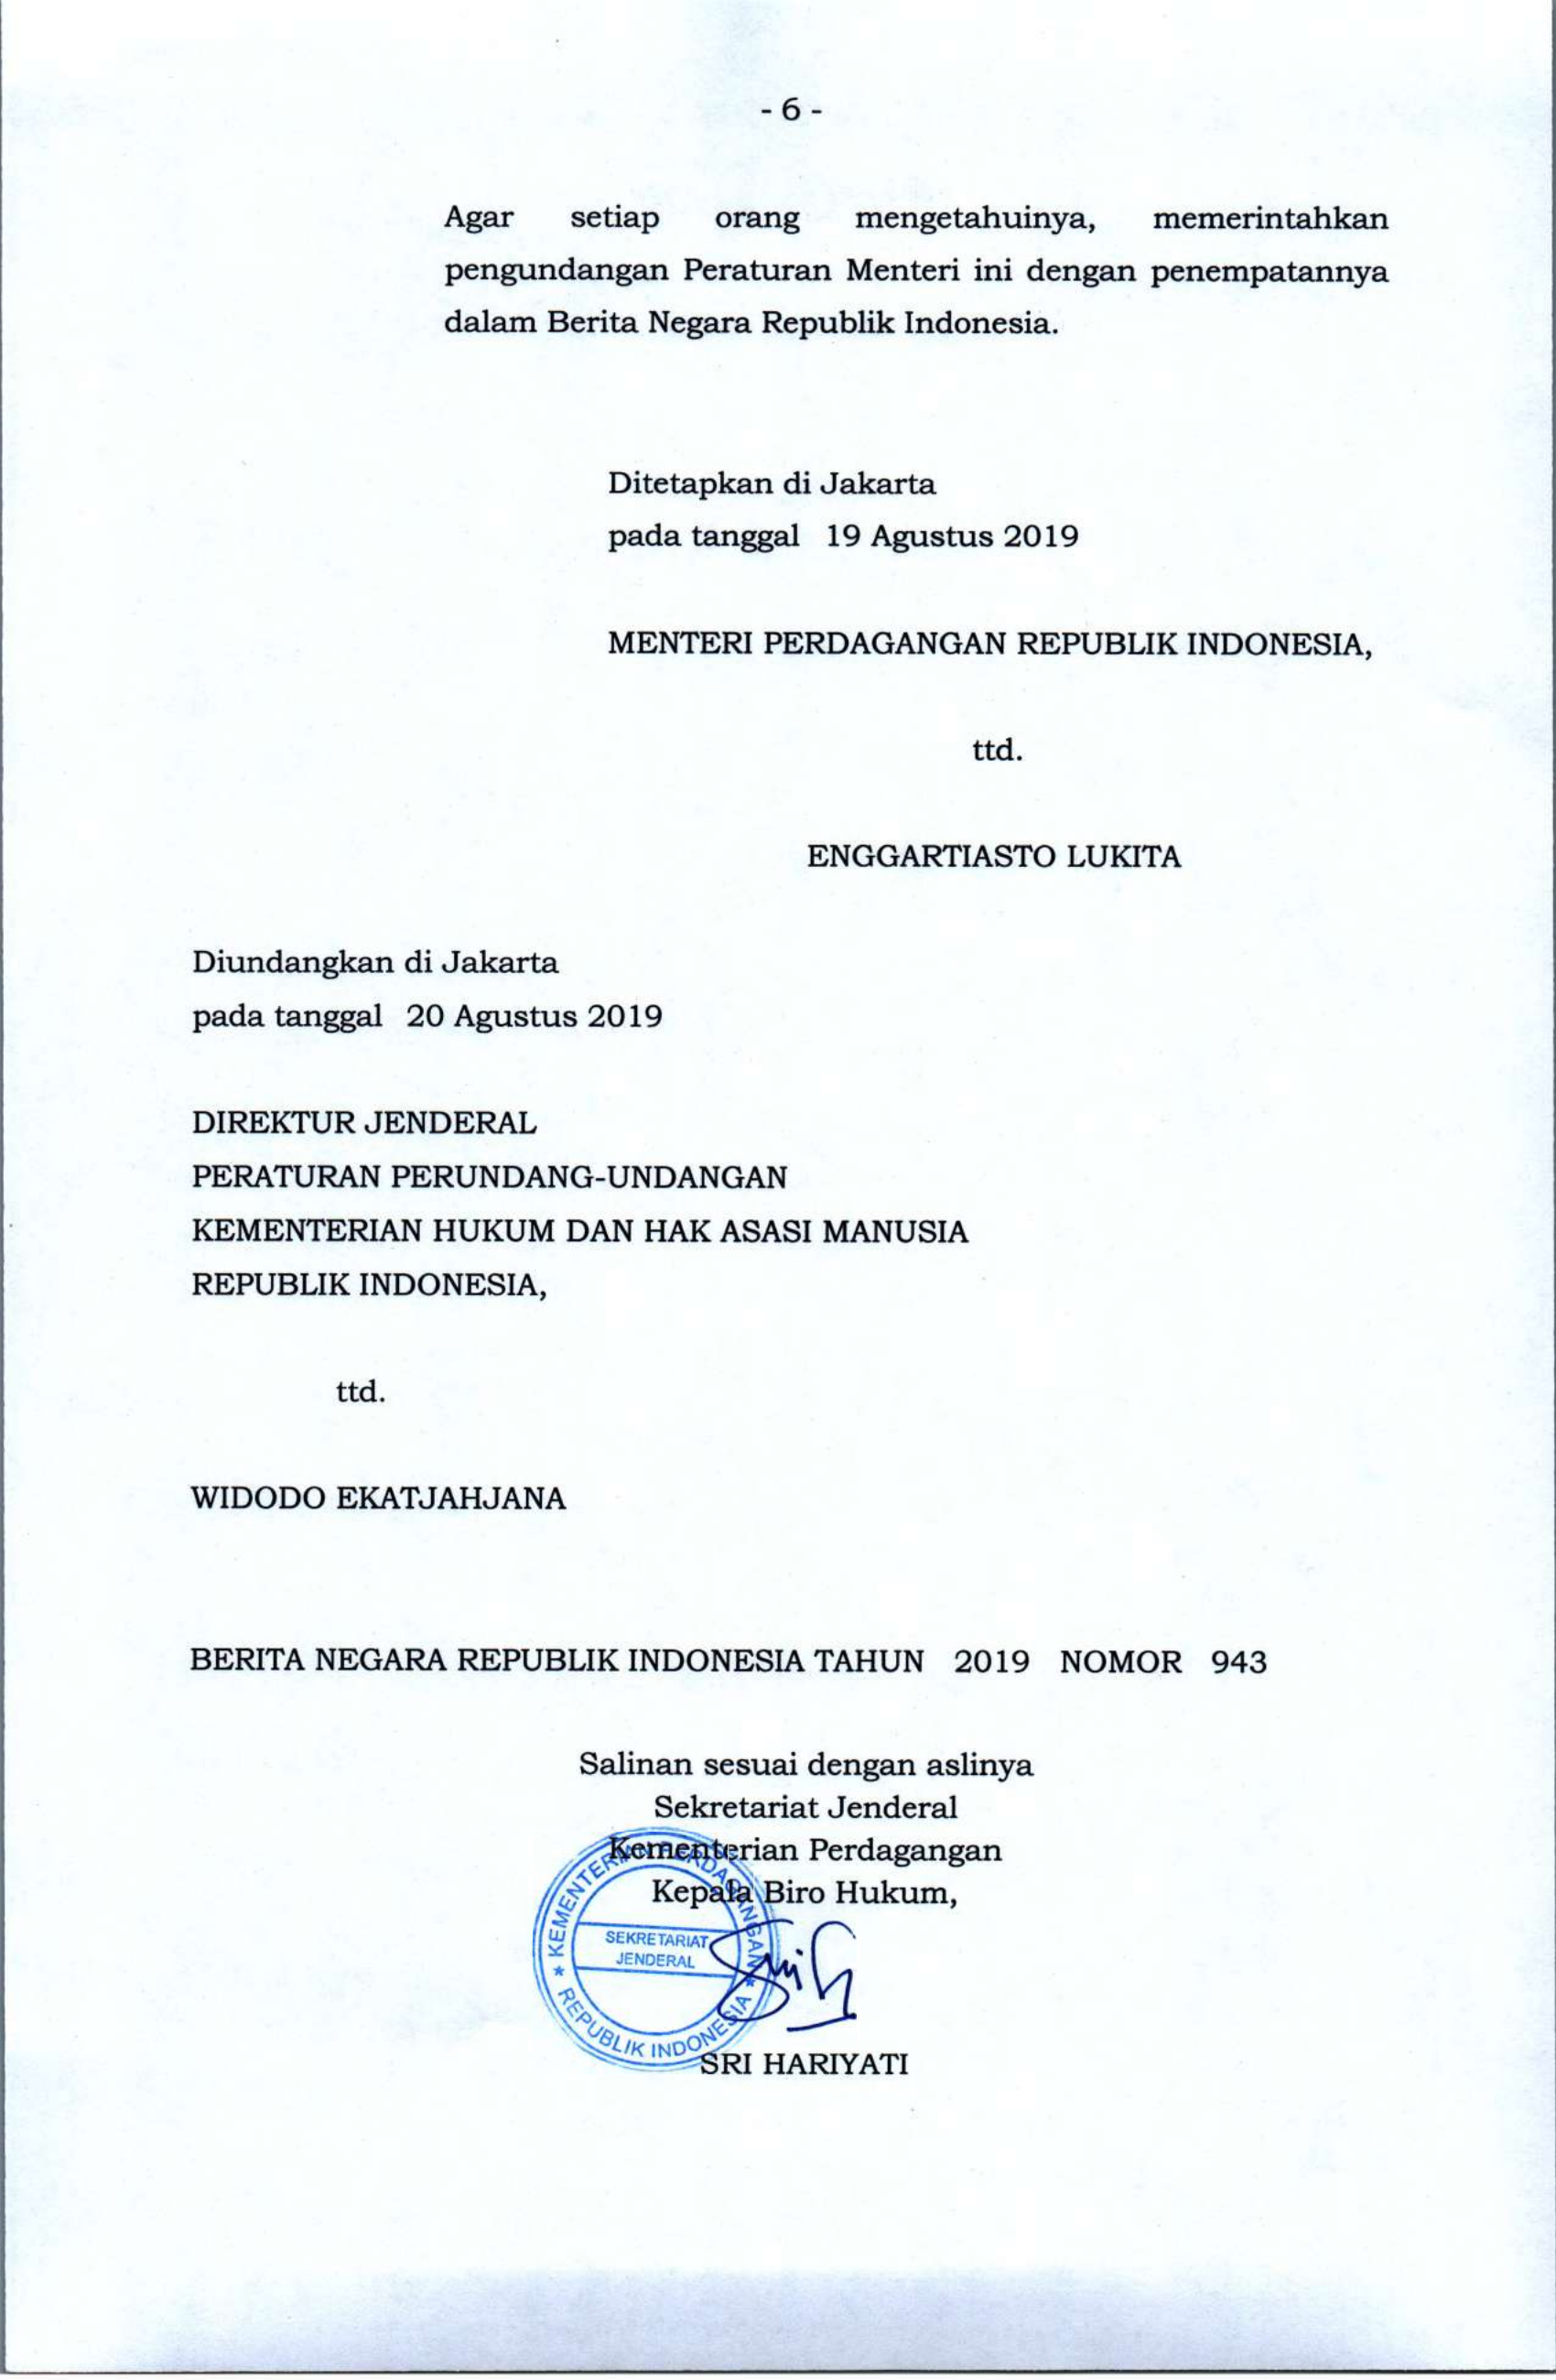 - 6 -
Agar setiap orang mengetahuinya, memerintahkan
pengundangan Peraturan Menteri ini dengan penempatannya
dalam Berita Negara Republik Indonesia.
Ditetapkan di Jakarta
pada tanggal 19 Agustus 2019
MENTERI PERDAGANGAN REPUBLIK INDONESIA,
ttd.
ENGGARTIASTO LUKITA
Diundangkan di Jakarta
pada tanggal 20 Agustus 2019
DIREKTUR JENDERAL
PERATURAN PERUNDANG-UNDANGAN
KEMENTERIAN HUKUM DAN HAK ASASI MANUSIA
REPUBLIK INDONESIA,
ttd.
WIDODO EKATJAHJANA
BERITA NEGARA REPUBLIK INDONESIA TAHUN 2019 NOMOR 943
Salinan sesuai dengan aslinya
Sekretariat Jenderal
Kementerian Perdagangan
Kepala Biro Hukum,
* KEMENTERIAN PERDAGANGAN *
SEKRETARIAT
JENDERAL
REPUBLIK INDONESIA
SRI HARIYATI